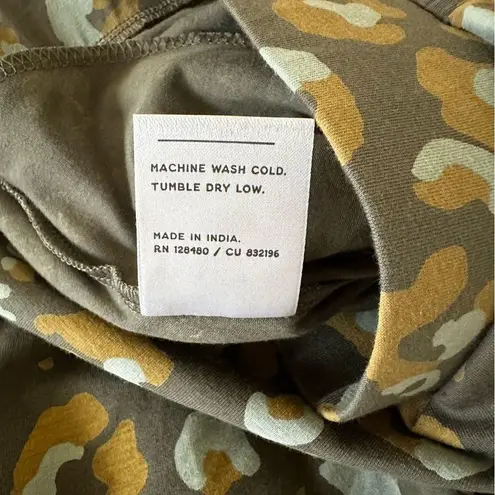 MACHINE WASH COLD.
TUMBLE DRY LOW.
MADE IN INDIA.
RN 128480 / CU 832196